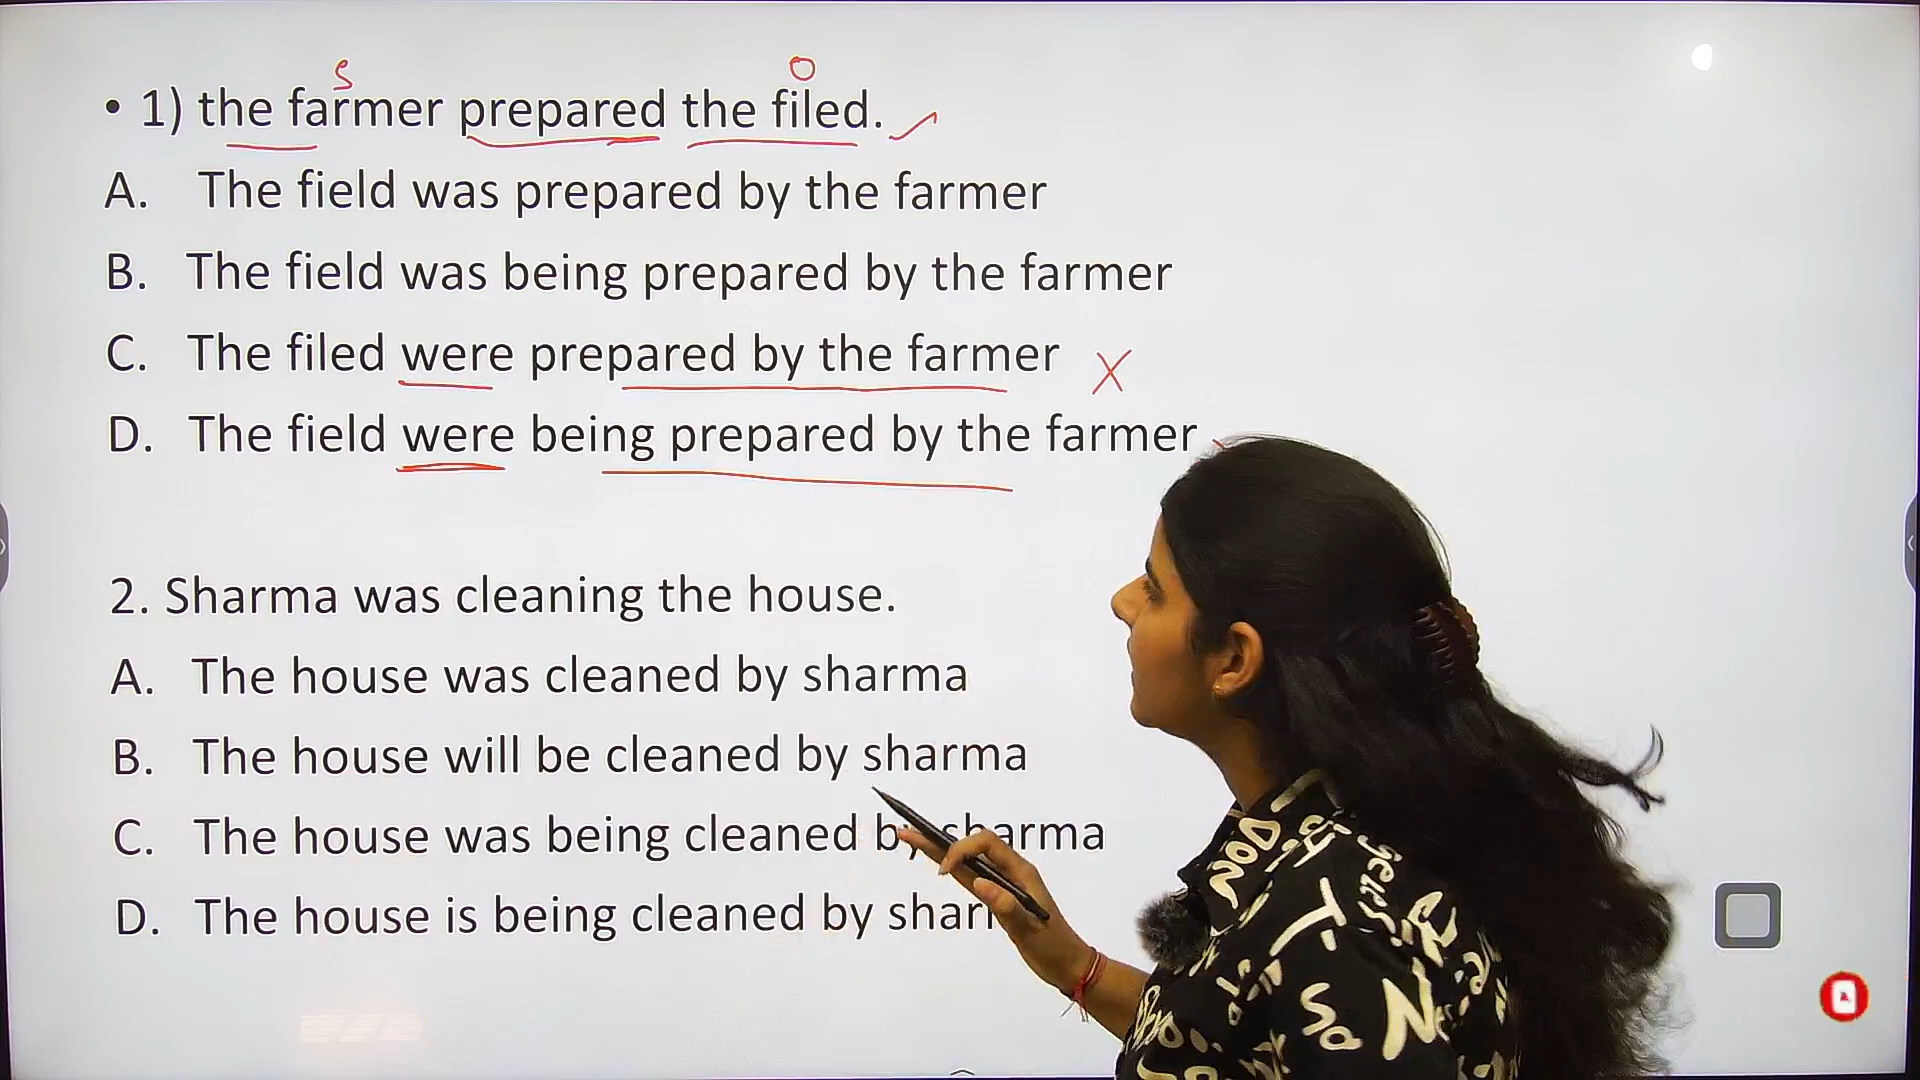 S O
• 1) the farmer prepared the filed.
A. The field was prepared by the farmer
B. The field was being prepared by the farmer
C. The filed were prepared by the farmer X
D. The field were being prepared by the farmer
2. Sharma was cleaning the house.
A. The house was cleaned by sharma
B. The house will be cleaned by sharma
C. The house was being cleaned by sharma
D. The house is being cleaned by